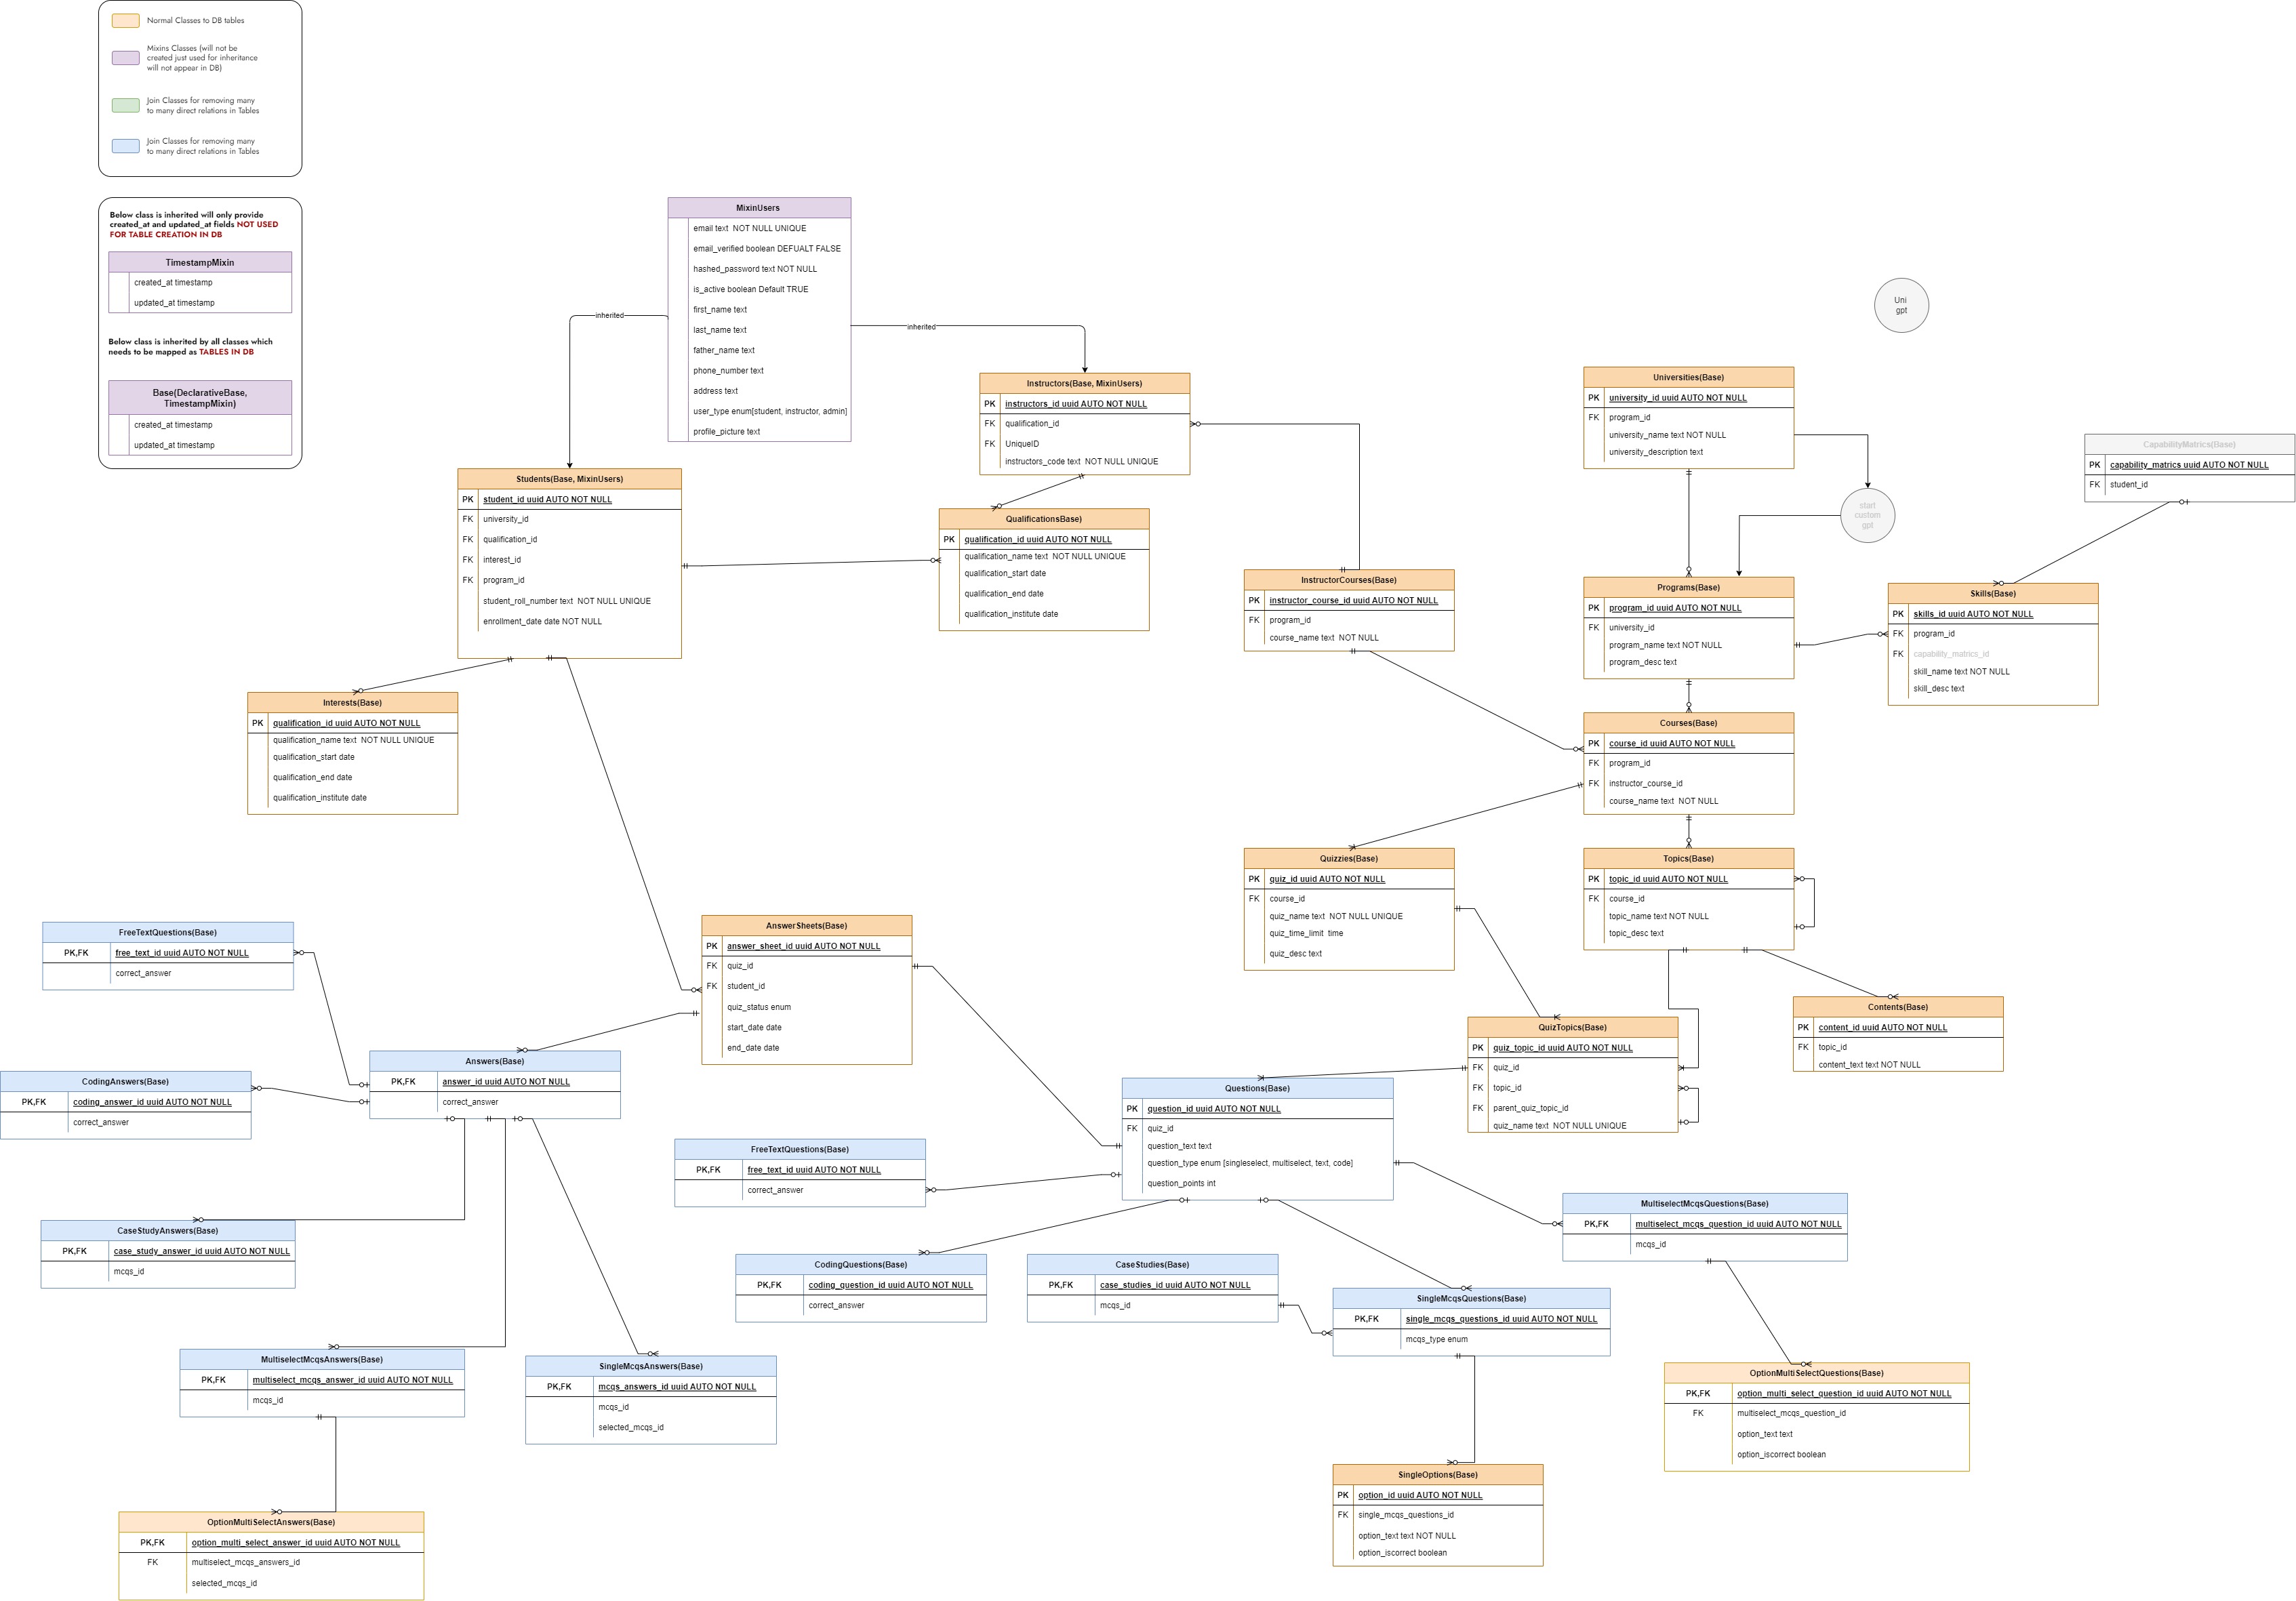 Normal Classes to DB tables
Mixins Classes (will not be
created just used for inheritance
will not appear in DB)
Join Classes for removing many
to many direct relations in Tables
Join Classes for removing many
to many direct relations in Tables
Below class is inherited will only provide
created_at and updated_at fields NOT USED
FOR TABLE CREATION IN DB
TimestampMixin
created_at timestamp
updated_at timestamp
Below class is inherited by all classes which
needs to be mapped as TABLES IN DB
Base(DeclarativeBase,
TimestampMixin)
created_at timestamp
updated_at timestamp
MixinUsers
email text  NOT NULL UNIQUE
email_verified boolean DEFUALT FALSE
hashed_password text NOT NULL
is_active boolean Default TRUE
first_name text
last_name text
father_name text
phone_number text
address text
user_type enum[student, instructor, admin]
profile_picture text
inherited
inherited
Uni
gpt
Instructors(Base, MixinUsers)
PK instructors_id uuid AUTO NOT NULL
FK qualification_id
FK UniqueID
instructors_code text  NOT NULL UNIQUE
Universities(Base)
PK university_id uuid AUTO NOT NULL
FK program_id
university_name text NOT NULL
university_description text
CapabilityMatrics(Base)
PK capability_matrics uuid AUTO NOT NULL
FK student_id
start
custom
gpt
Students(Base, MixinUsers)
PK student_id uuid AUTO NOT NULL
FK university_id
FK qualification_id
FK interest_id
FK program_id
student_roll_number text  NOT NULL UNIQUE
enrollment_date date NOT NULL
QualificationsBase)
PK qualification_id uuid AUTO NOT NULL
qualification_name text  NOT NULL UNIQUE
qualification_start date
qualification_end date
qualification_institute date
InstructorCourses(Base)
PK instructor_course_id uuid AUTO NOT NULL
FK program_id
course_name text  NOT NULL
Programs(Base)
PK program_id uuid AUTO NOT NULL
FK university_id
program_name text NOT NULL
program_desc text
Skills(Base)
PK skills_id uuid AUTO NOT NULL
FK program_id
FK capability_matrics_id
skill_name text NOT NULL
skill_desc text
Interests(Base)
PK qualification_id uuid AUTO NOT NULL
qualification_name text  NOT NULL UNIQUE
qualification_start date
qualification_end date
qualification_institute date
Courses(Base)
PK course_id uuid AUTO NOT NULL
FK program_id
FK instructor_course_id
course_name text  NOT NULL
Quizzies(Base)
PK quiz_id uuid AUTO NOT NULL
FK course_id
quiz_name text  NOT NULL UNIQUE
quiz_time_limit  time
quiz_desc text
Topics(Base)
PK topic_id uuid AUTO NOT NULL
FK course_id
topic_name text NOT NULL
topic_desc text
FreeTextQuestions(Base)
PK,FK free_text_id uuid AUTO NOT NULL
correct_answer
AnswerSheets(Base)
PK answer_sheet_id uuid AUTO NOT NULL
FK quiz_id
FK student_id
quiz_status enum
start_date date
end_date date
Contents(Base)
PK content_id uuid AUTO NOT NULL
FK topic_id
content_text text NOT NULL
QuizTopics(Base)
PK quiz_topic_id uuid AUTO NOT NULL
FK quiz_id
FK topic_id
FK parent_quiz_topic_id
quiz_name text  NOT NULL UNIQUE
Answers(Base)
PK,FK answer_id uuid AUTO NOT NULL
correct_answer
CodingAnswers(Base)
PK,FK coding_answer_id uuid AUTO NOT NULL
correct_answer
Questions(Base)
PK question_id uuid AUTO NOT NULL
FK quiz_id
question_text text
question_type enum [singleselect, multiselect, text, code]
question_points int
FreeTextQuestions(Base)
PK,FK free_text_id uuid AUTO NOT NULL
correct_answer
MultiselectMcqsQuestions(Base)
PK,FK multiselect_mcqs_question_id uuid AUTO NOT NULL
mcqs_id
CaseStudyAnswers(Base)
PK,FK case_study_answer_id uuid AUTO NOT NULL
mcqs_id
CodingQuestions(Base)
PK,FK coding_question_id uuid AUTO NOT NULL
correct_answer
CaseStudies(Base)
PK,FK case_studies_id uuid AUTO NOT NULL
mcqs_id
SingleMcqsQuestions(Base)
PK,FK single_mcqs_questions_id uuid AUTO NOT NULL
mcqs_type enum
MultiselectMcqsAnswers(Base)
PK,FK multiselect_mcqs_answer_id uuid AUTO NOT NULL
mcqs_id
SingleMcqsAnswers(Base)
PK,FK mcqs_answers_id uuid AUTO NOT NULL
mcqs_id
selected_mcqs_id
OptionMultiSelectQuestions(Base)
PK,FK option_multi_select_question_id uuid AUTO NOT NULL
FK multiselect_mcqs_question_id
option_text text
option_iscorrect boolean
SingleOptions(Base)
PK option_id uuid AUTO NOT NULL
FK single_mcqs_questions_id
option_text text NOT NULL
option_iscorrect boolean
OptionMultiSelectAnswers(Base)
PK,FK option_multi_select_answer_id uuid AUTO NOT NULL
FK multiselect_mcqs_answers_id
selected_mcqs_id